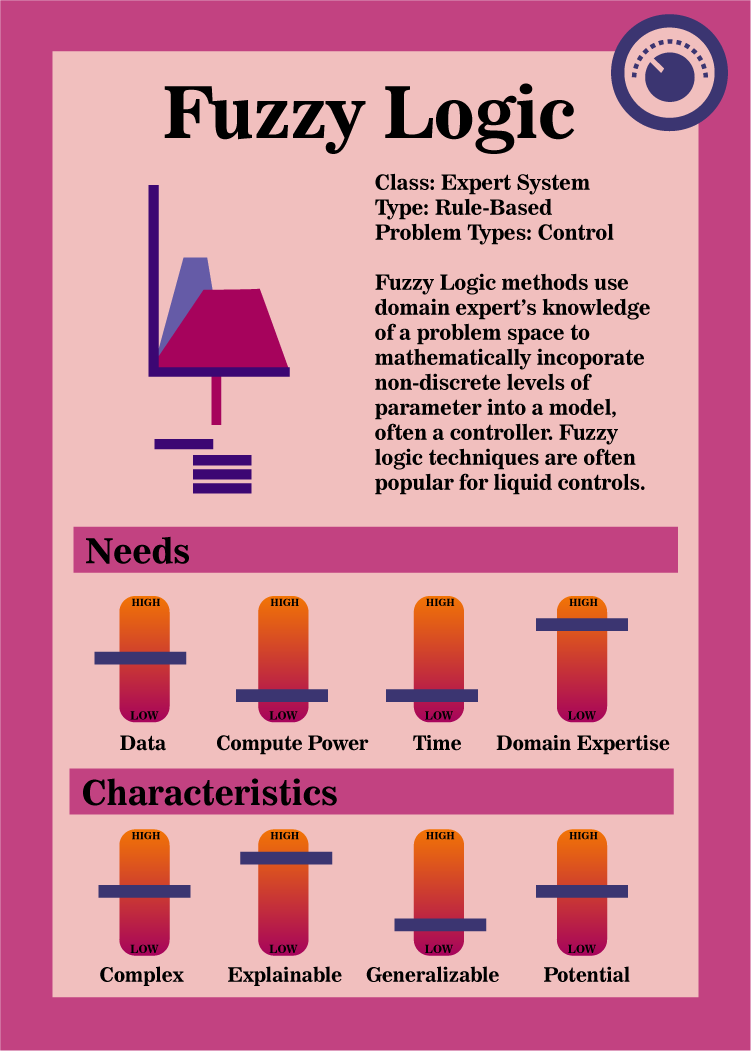 Fuzzy Logic
Class: Expert System
Type: Rule-Based
Problem Types: Control
Fuzzy Logic methods use
domain expert’s knowledge
of a problem space to
mathematically incoporate
non-discrete levels of
parameter into a model,
often a controller. Fuzzy
logic techniques are often
popular for liquid controls.
Needs
HIGH HIGH HIGH HIGH
LOW LOW LOW LOW
Data Compute Power Time Domain Expertise
Characteristics
HIGH HIGH HIGH HIGH
LOW LOW LOW LOW
Complex Explainable Generalizable Potential